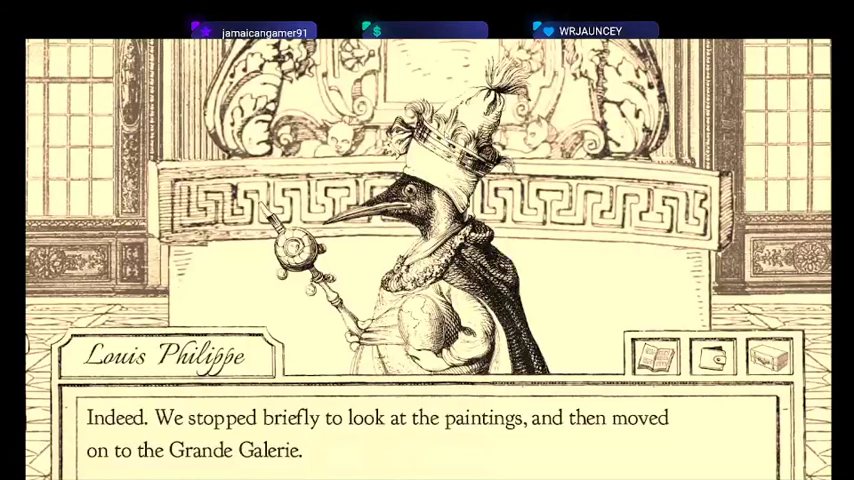 jamaicangamer91
WRJAUNCEY
Louis Philippe
Indeed. We stopped briefly to look at the paintings, and then moved
on to the Grande Galerie.